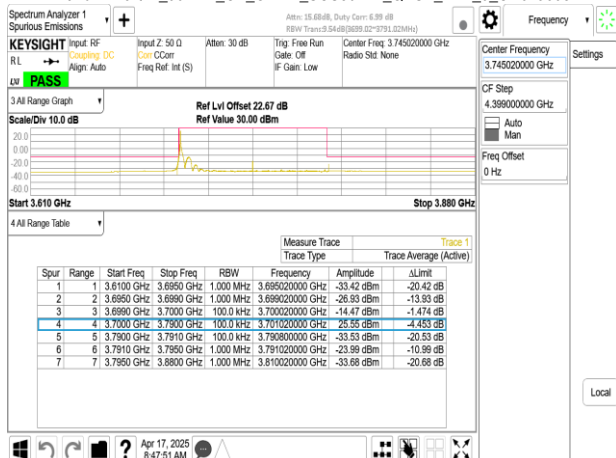 Spectrum Analyzer 1
Spurious Emissions
Attn: 15.68dB, Duty Corr: 6.99 dB
RBW Trans:9.54dB(3699.02~3791.02MHz)
Frequency
Settings
KEYSIGHT
RL
Input: RF
Coupling: DC
Align: Auto
Input Z: 50 Ω
Corr CCorr
Freq Ref: Int (S)
Atten: 30 dB
Trig: Free Run
Gate: Off
IF Gain: Low
Center Freq: 3.745020000 GHz
Radio Std: None
LXI
PASS
Center Frequency
3.745020000 GHz
CF Step
4.399000000 GHz
Auto
Man
Freq Offset
0 Hz
3 All Range Graph
Scale/Div 10.0 dB
Ref Lvl Offset 22.67 dB
Ref Value 30.00 dBm
20.0
0.00
-20.0
-40.0
-60.0
Start 3.610 GHz
Stop 3.880 GHz
4 All Range Table
Measure Trace Trace 1
Trace Type Trace Average (Active)
Spur Range Start Freq Stop Freq RBW Frequency Amplitude ΔLimit
1 1 3.6100 GHz 3.6950 GHz 1.000 MHz 3.695020000 GHz -33.42 dBm -20.42 dB
2 2 3.6950 GHz 3.6990 GHz 1.000 MHz 3.699020000 GHz -26.93 dBm -13.93 dB
3 3 3.6990 GHz 3.7000 GHz 100.0 kHz 3.700020000 GHz -14.47 dBm -1.474 dB
4 4 3.7000 GHz 3.7900 GHz 100.0 kHz 3.701020000 GHz 25.55 dBm -4.453 dB
5 5 3.7900 GHz 3.7910 GHz 100.0 kHz 3.790800000 GHz -33.53 dBm -20.53 dB
6 6 3.7910 GHz 3.7950 GHz 1.000 MHz 3.791020000 GHz -23.99 dBm -10.99 dB
7 7 3.7950 GHz 3.8800 GHz 1.000 MHz 3.810020000 GHz -33.68 dBm -20.68 dB
Local
Apr 17, 2025
8:47:51 AM